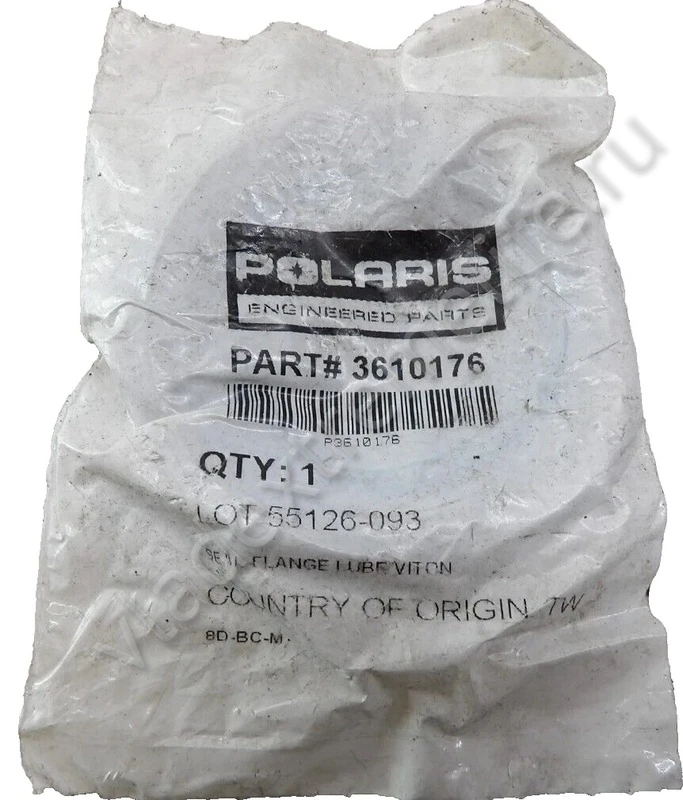 POLARIS
ENGINEERED PARTS
PART# 3610176
P3610176
QTY: 1
LOT 55126-093
SEAL-FLANGE LUBE VITON
COUNTRY OF ORIGIN TW
8D-BC-M